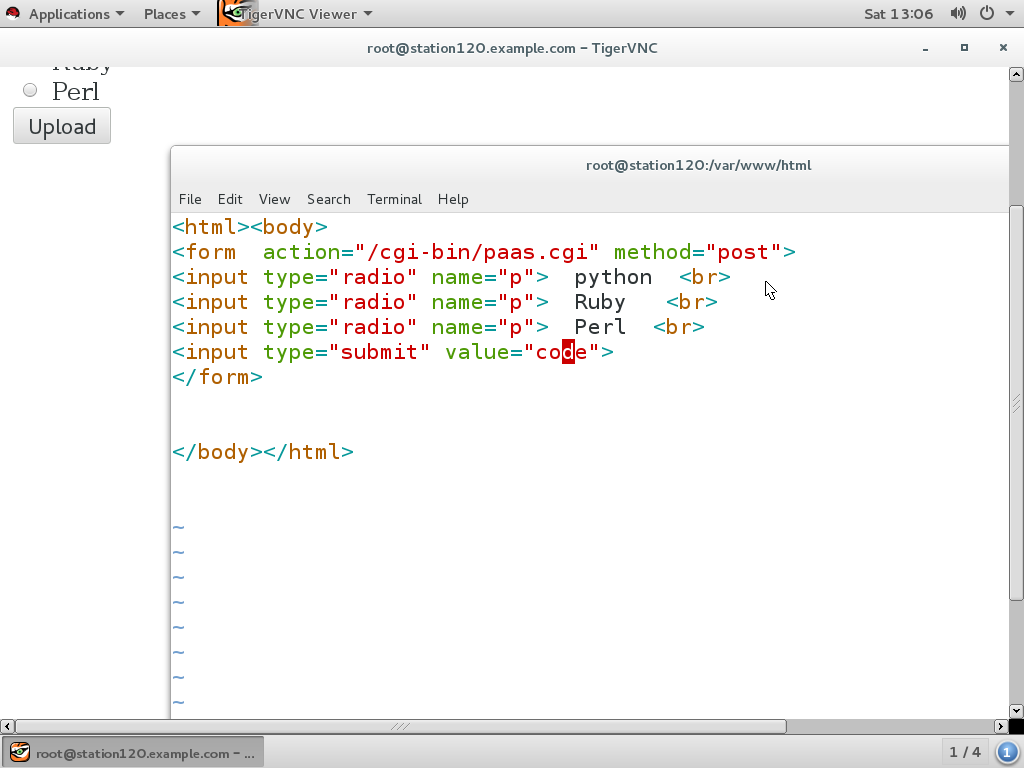 Applications Places TigerVNC Viewer Sat 13:06
root@station120.example.com – TigerVNC
Ruby
Perl
Upload
root@station120:/var/www/html
File Edit View Search Terminal Help
<html><body>
<form  action="/cgi-bin/paas.cgi" method="post">
<input type="radio" name="p">  python  <br>
<input type="radio" name="p">  Ruby   <br>
<input type="radio" name="p">  Perl  <br>
<input type="submit" value="code">
</form>
</body></html>
~
~
~
~
~
~
~
~
root@station120.example.com – ... 1 / 4 1